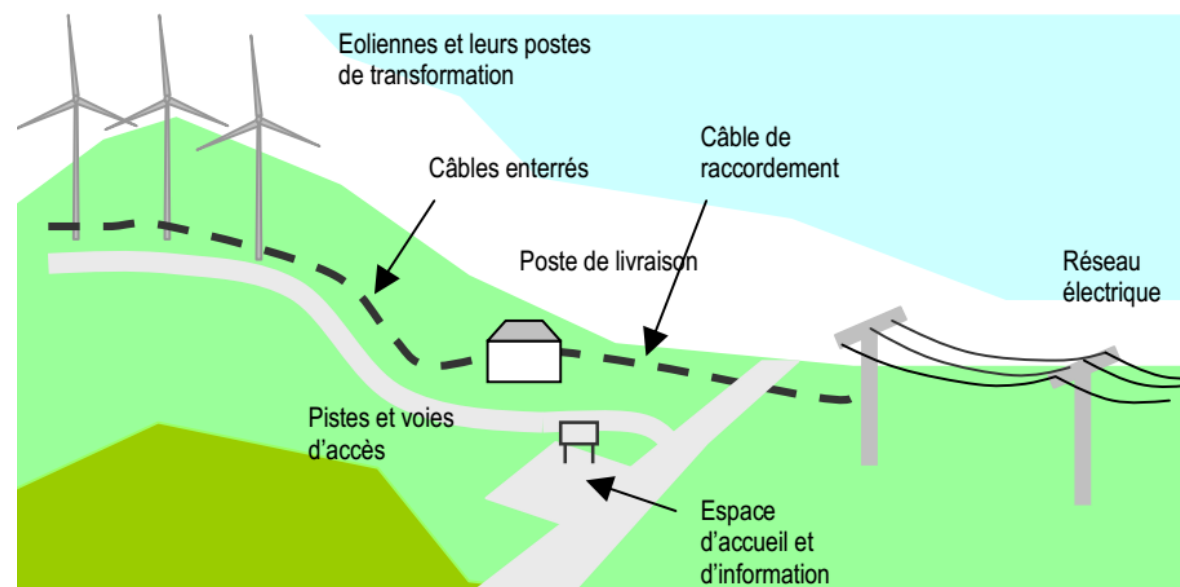 Eoliennes et leurs postes
de transformation
Câble de
raccordement
Câbles enterrés
Poste de livraison
Réseau
électrique
Pistes et voies
d'accès
Espace
d'accueil et
d'information